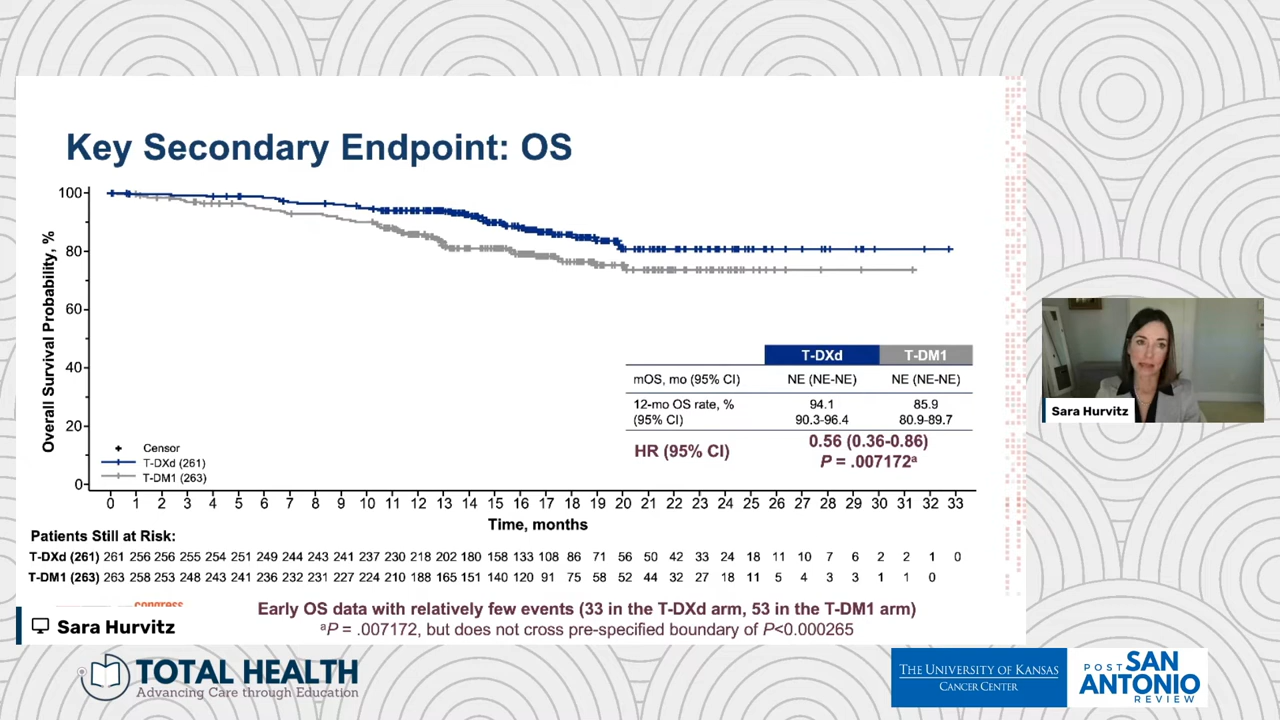 Key Secondary Endpoint: OS
Overall Survival Probability, %
100
80
60
40
20
0
Censor
T-DXd (261)
T-DM1 (263)
T-DXd T-DM1
mOS, mo (95% CI) NE (NE-NE) NE (NE-NE)
12-mo OS rate, % 94.1 85.9
(95% CI) 90.3-96.4 80.9-89.7
HR (95% CI) 0.56 (0.36-0.86)
P = .007172a
0 1 2 3 4 5 6 7 8 9 10 11 12 13 14 15 16 17 18 19 20 21 22 23 24 25 26 27 28 29 30 31 32 33
Time, months
Patients Still at Risk:
T-DXd (261) 261 256 256 255 254 251 249 244 243 241 237 230 218 202 180 158 133 108 86 71 56 50 42 33 24 18 11 10 7 6 2 2 1 0
T-DM1 (263) 263 258 253 248 243 241 236 232 231 227 224 210 188 165 151 140 120 91 75 58 52 44 32 27 18 11 5 4 3 3 1 1 0
congress
Early OS data with relatively few events (33 in the T-DXd arm, 53 in the T-DM1 arm)
aP = .007172, but does not cross pre-specified boundary of P<0.000265
Sara Hurvitz
Sara Hurvitz
TOTAL HEALTH
Advancing Care through Education
THE UNIVERSITY OF KANSAS
CANCER CENTER
POST SAN
ANTONIO
REVIEW